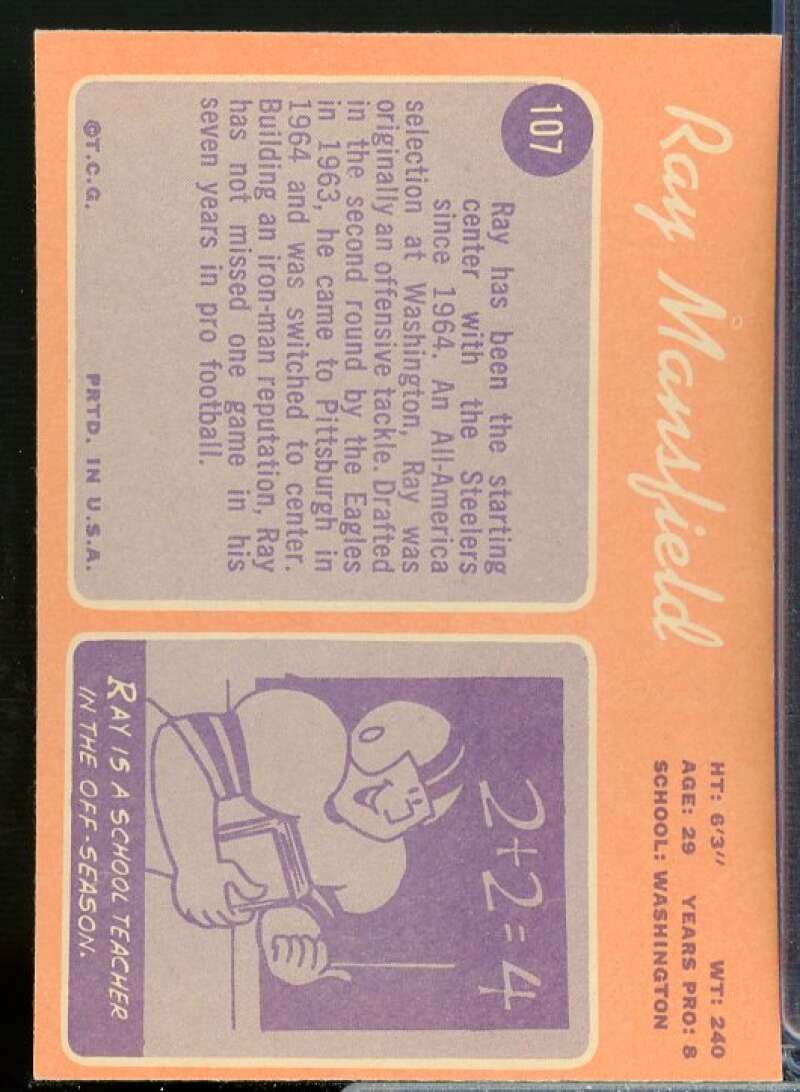 Ray Mansfield
HT: 6'3" WT: 240
AGE: 29 YEARS PRO: 8
SCHOOL: WASHINGTON
107
Ray has been the starting
center with the Steelers
since 1964. An All-America
selection at Washington, Ray was
originally an offensive tackle. Drafted
in the second round by the Eagles
in 1963, he came to Pittsburgh in
1964 and was switched to center.
Building an iron-man reputation, Ray
has not missed one game in his
seven years in pro football.
©T.C.G. PRTD. IN U.S.A.
2+2=4
RAY IS A SCHOOL TEACHER
IN THE OFF-SEASON.